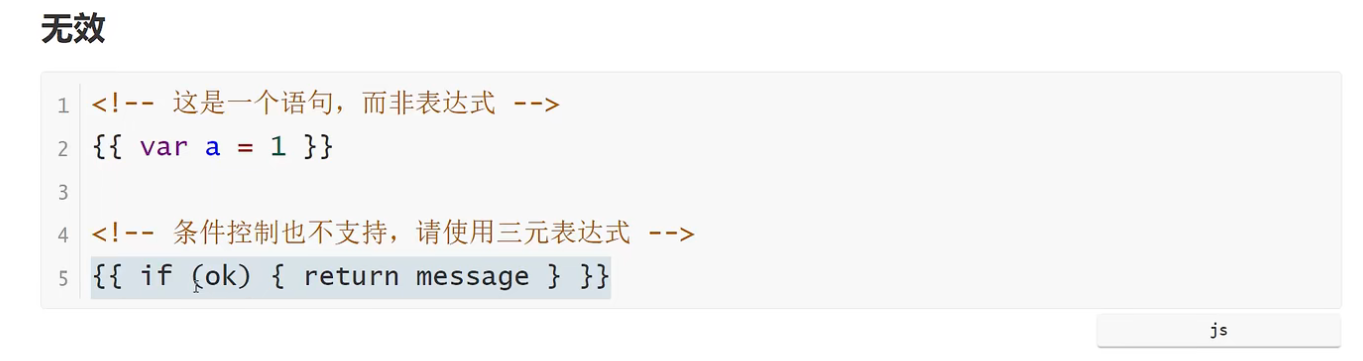 无效
1 <!-- 这是一个语句，而非表达式 -->
2 {{ var a = 1 }}
3
4 <!-- 条件控制也不支持，请使用三元表达式 -->
5 {{ if (ok) { return message } }}
js